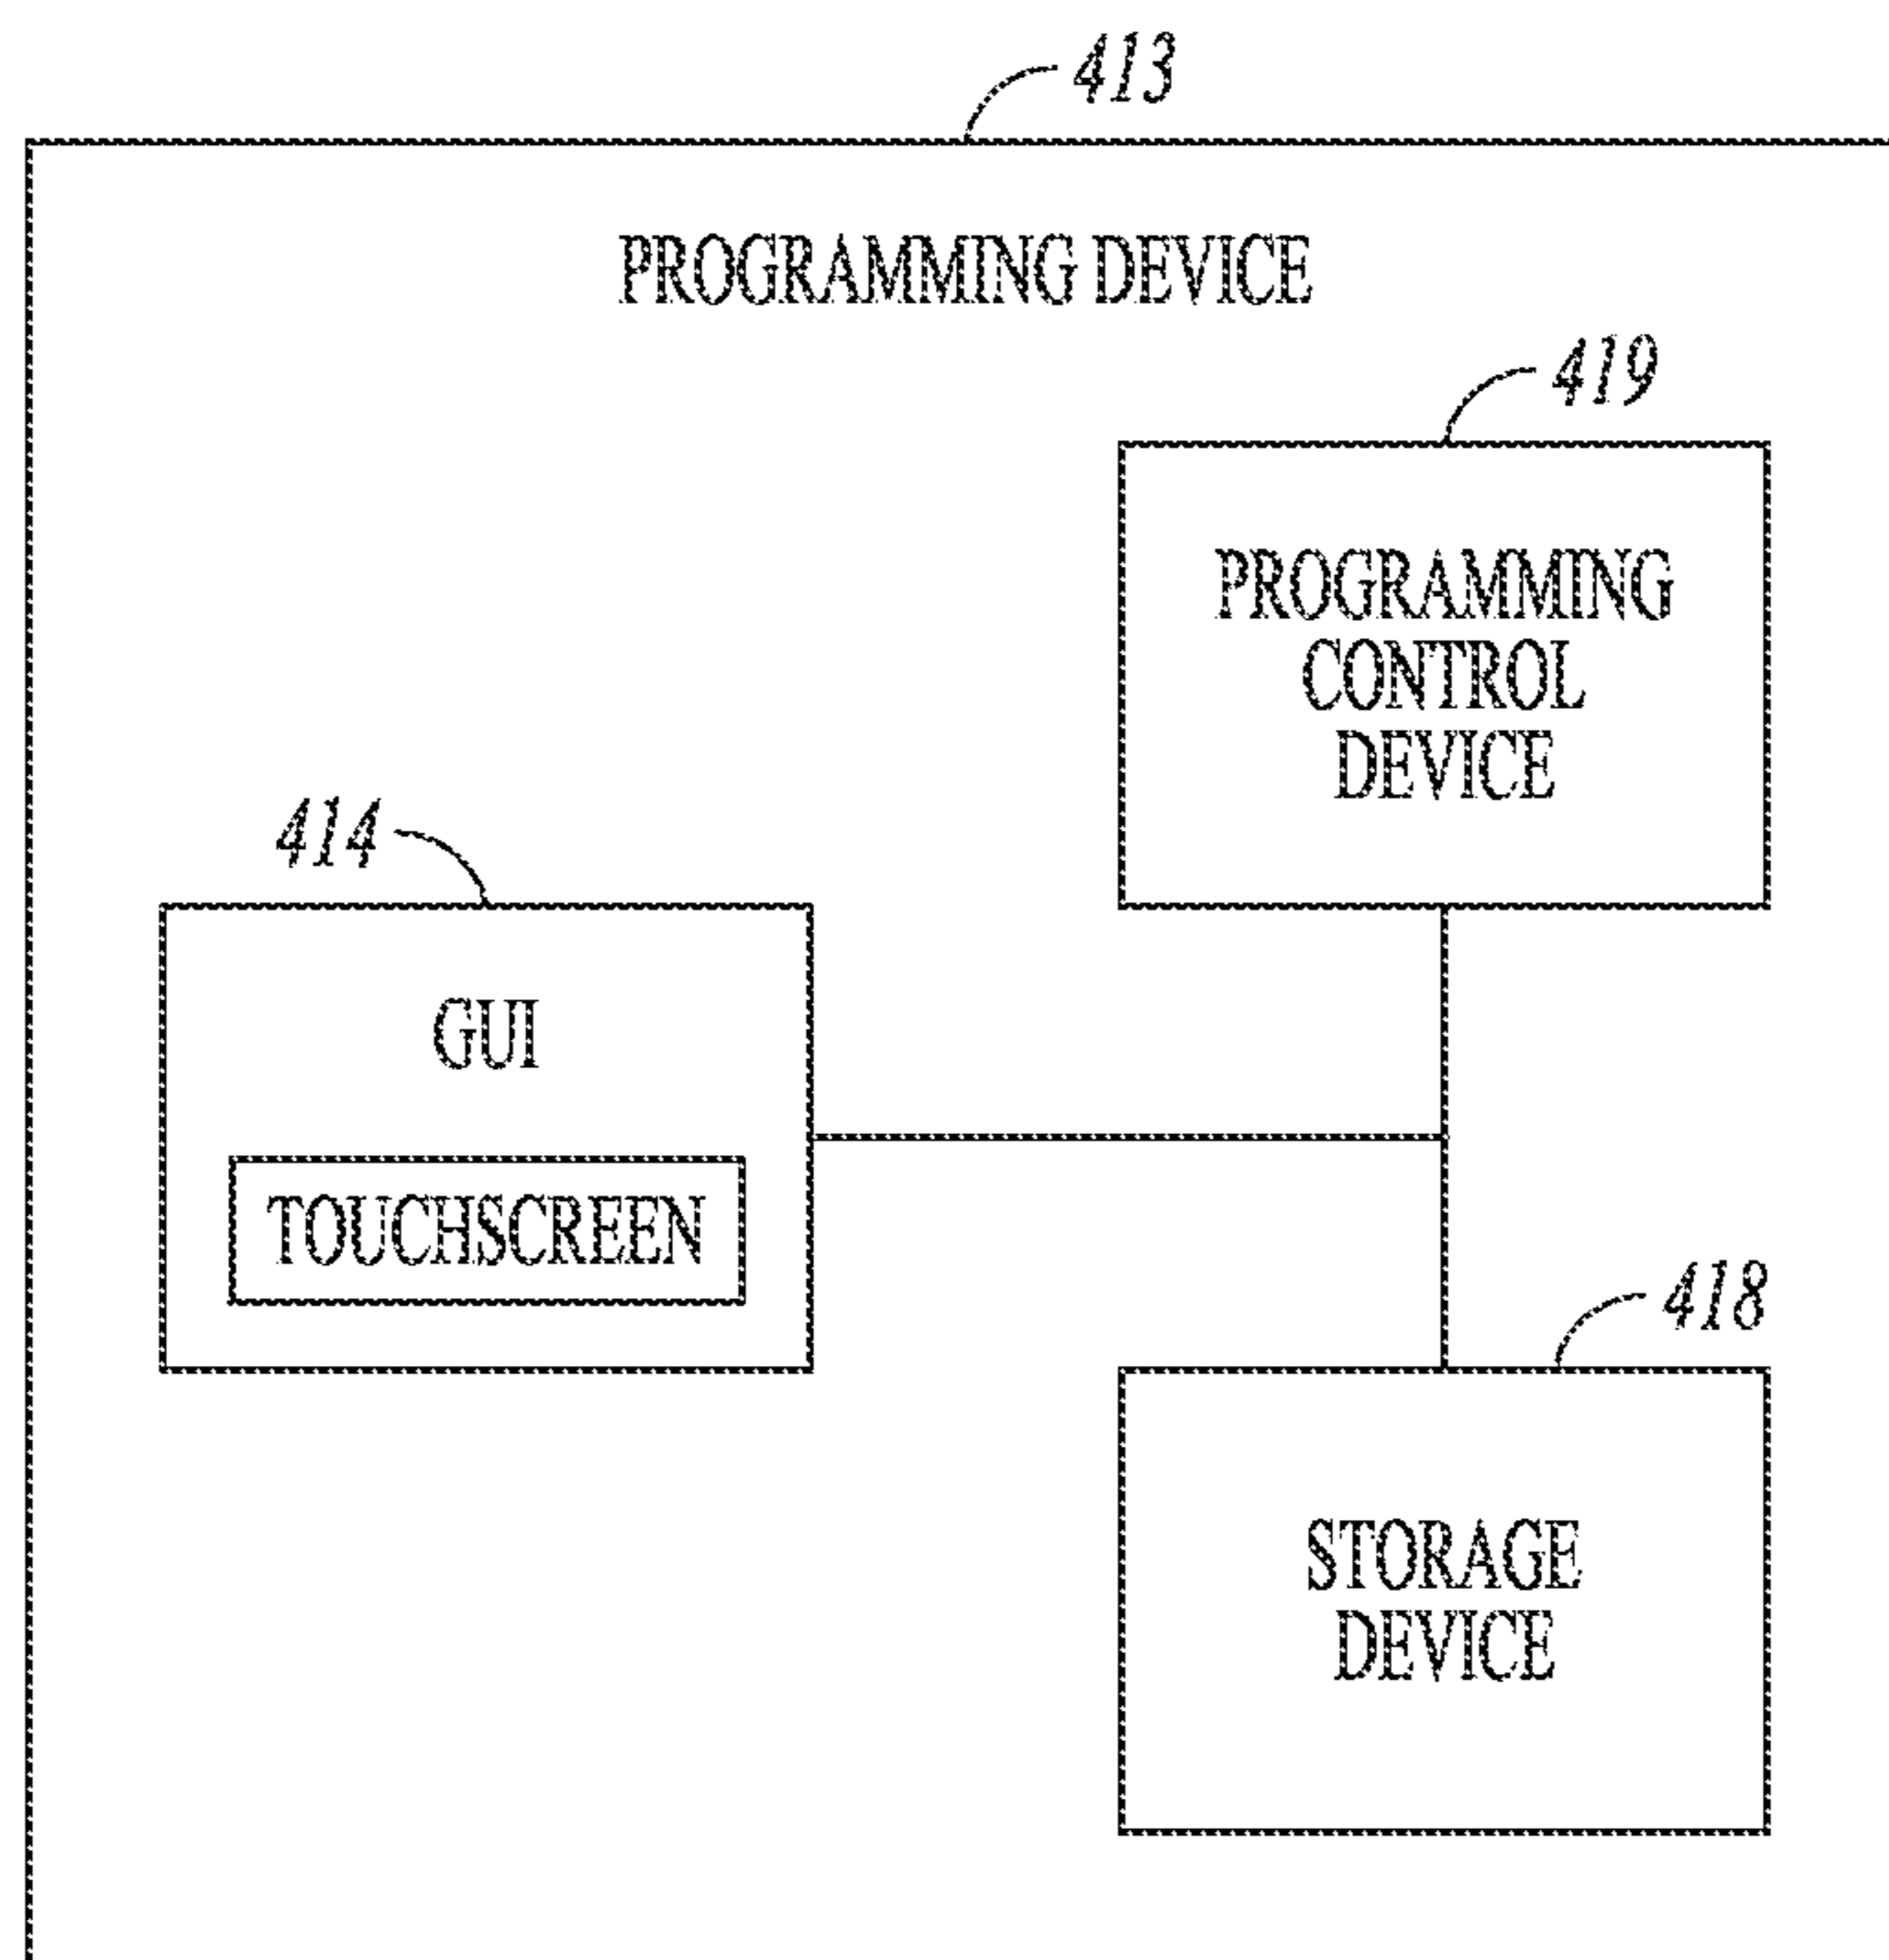 413
PROGRAMMING DEVICE
419
PROGRAMMING
CONTROL
DEVICE
414
GUI
TOUCHSCREEN
418
STORAGE
DEVICE